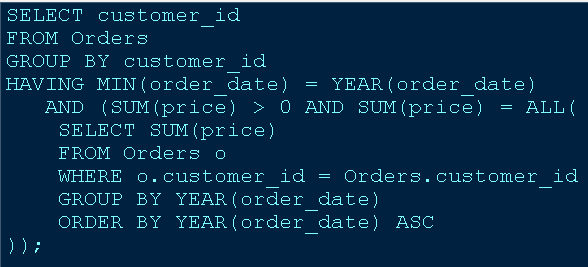 SELECT customer_id
FROM Orders
GROUP BY customer_id
HAVING MIN(order_date) = YEAR(order_date)
   AND (SUM(price) > 0 AND SUM(price) = ALL(
    SELECT SUM(price)
    FROM Orders o
    WHERE o.customer_id = Orders.customer_id
    GROUP BY YEAR(order_date)
    ORDER BY YEAR(order_date) ASC
));